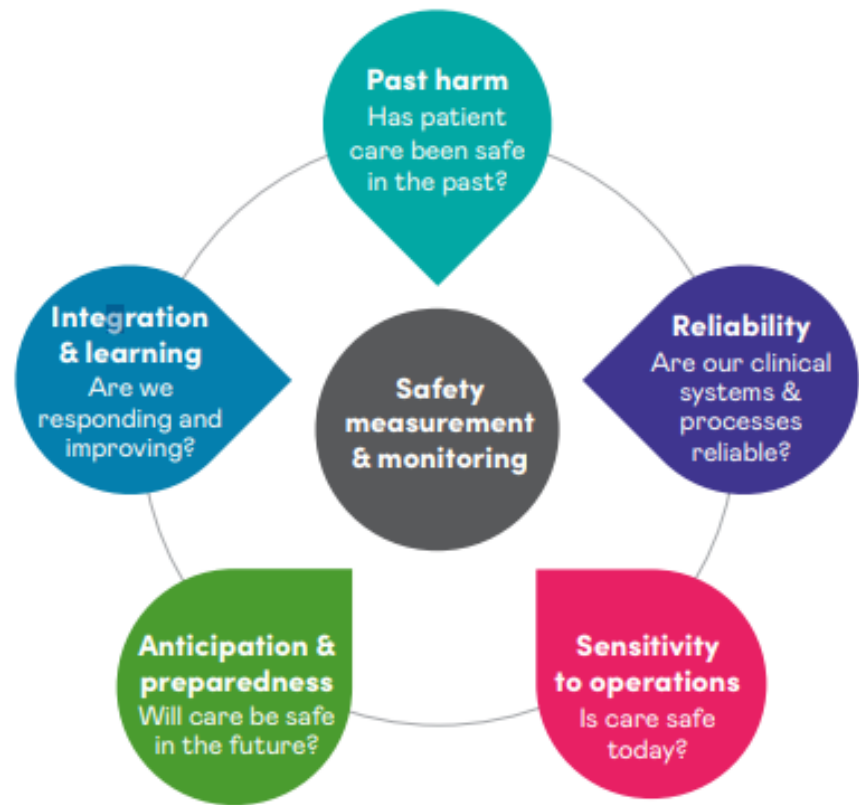 Past harm
Has patient
care been safe
in the past?
Reliability
Are our clinical
systems &
processes
reliable?
Sensitivity
to operations
Is care safe
today?
Anticipation &
preparedness
Will care be safe
in the future?
Integration
& learning
Are we
responding and
improving?
Safety
measurement
& monitoring